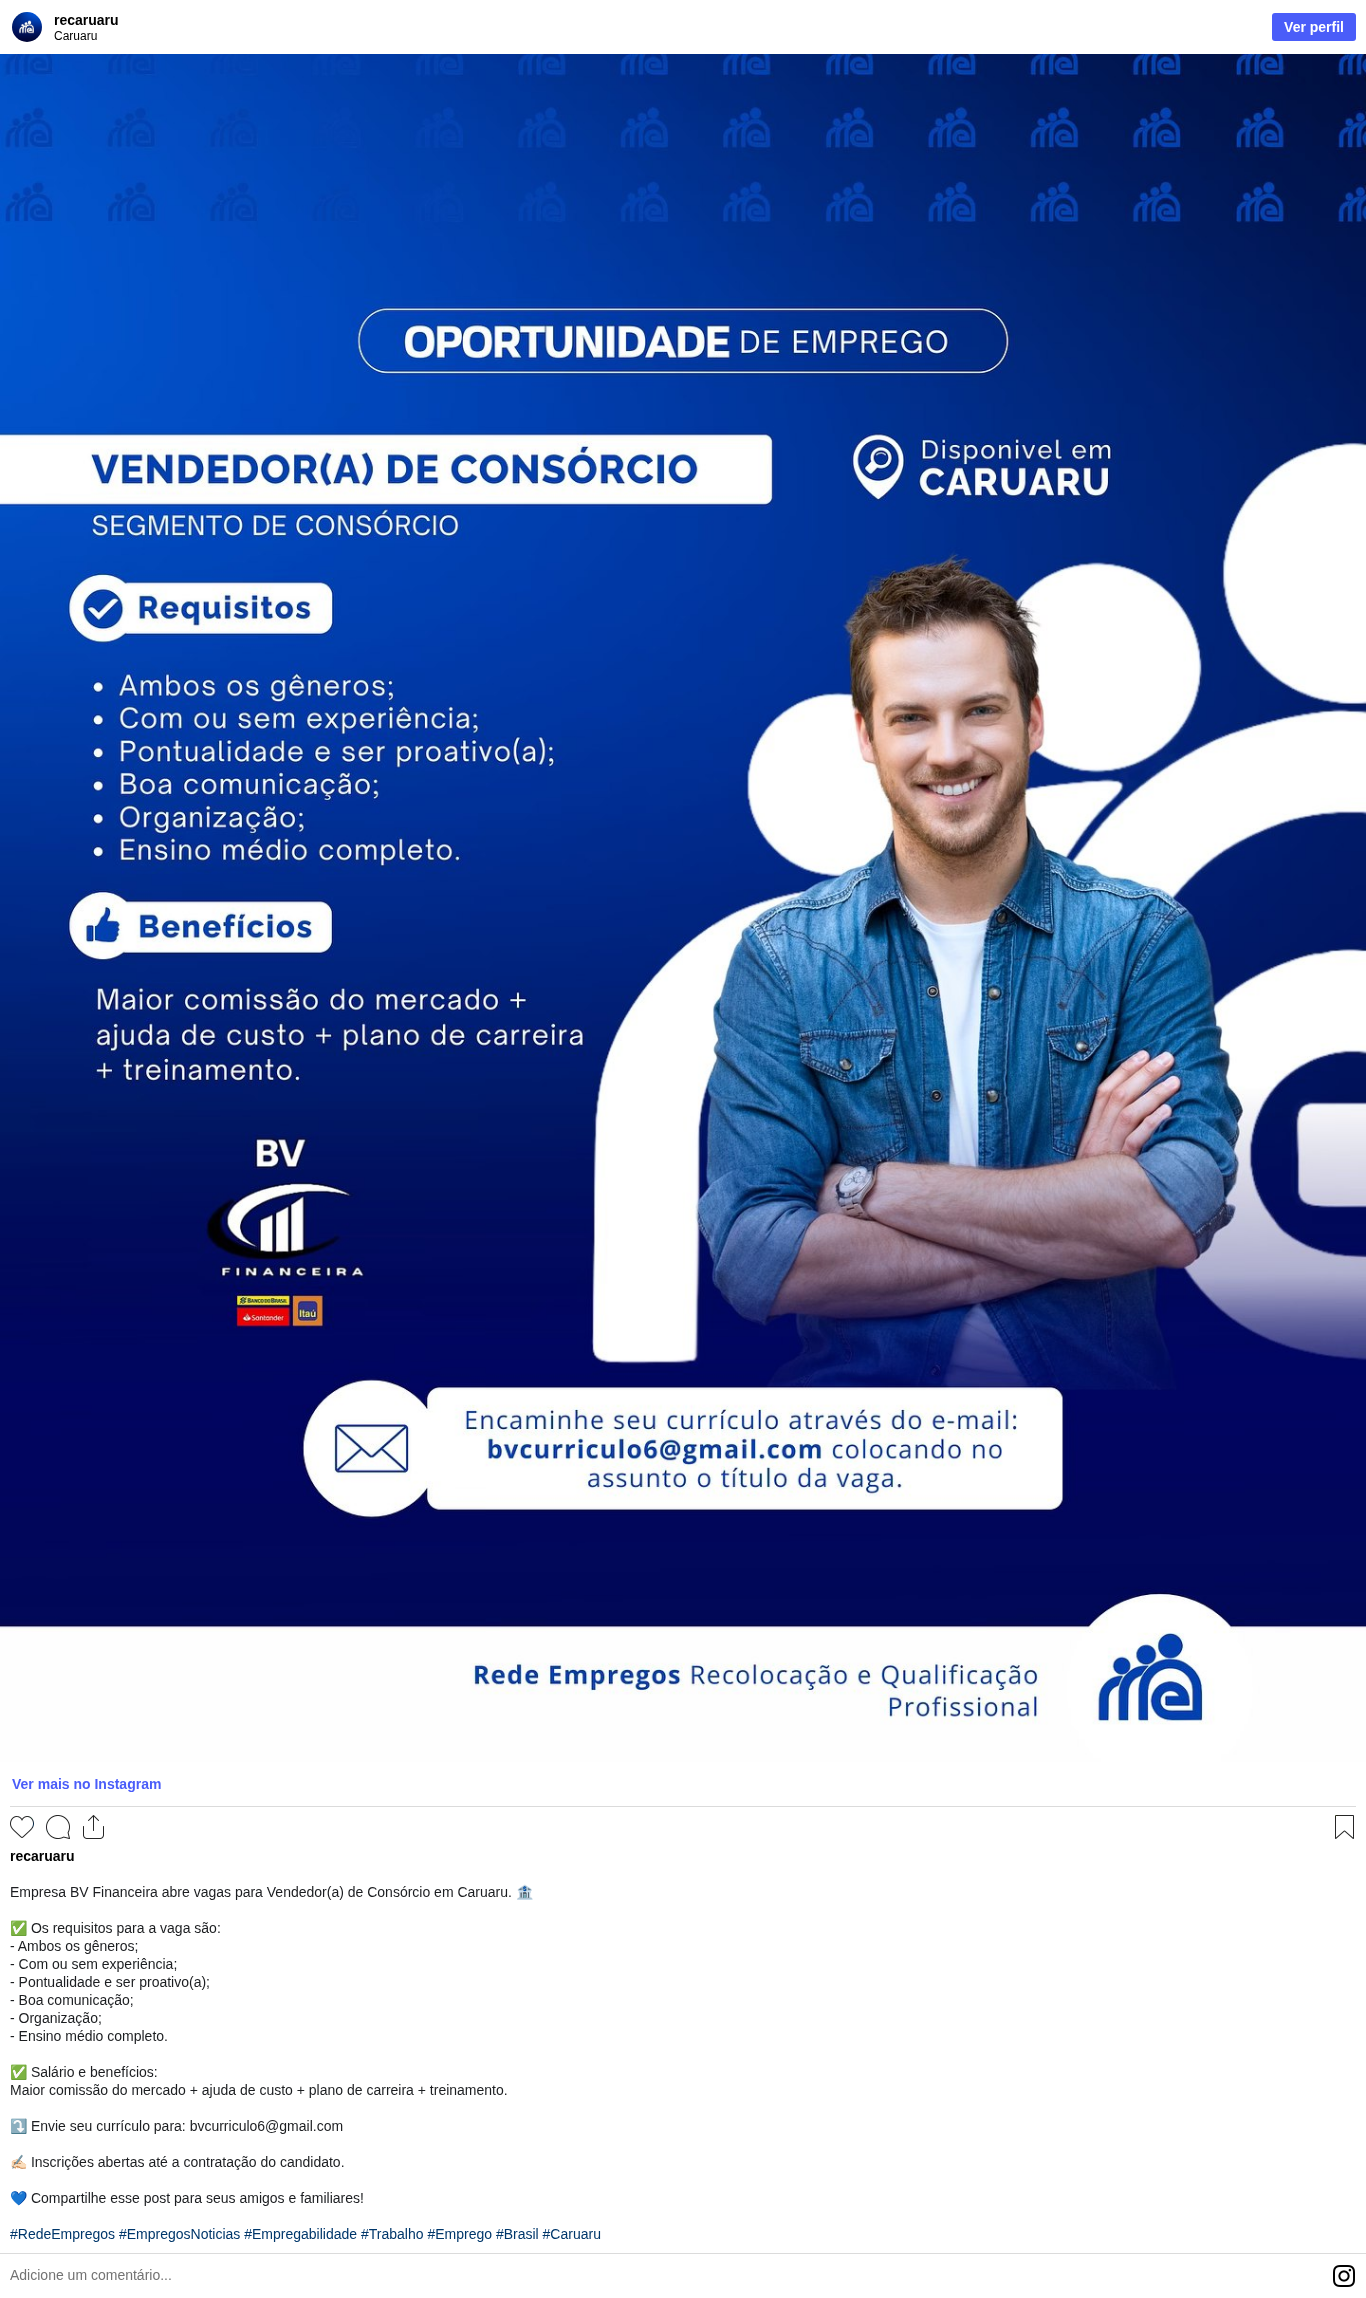 recaruaru
Caruaru
Ver perfil
OPORTUNIDADE DE EMPREGO
VENDEDOR(A) DE CONSÓRCIO
SEGMENTO DE CONSÓRCIO
Disponivel em
CARUARU
Requisitos
• Ambos os gêneros;
• Com ou sem experiência;
• Pontualidade e ser proativo(a);
• Boa comunicação;
• Organização;
• Ensino médio completo.
Benefícios
Maior comissão do mercado +
ajuda de custo + plano de carreira
+ treinamento.
BV
FINANCEIRA
BANCO DO BRASIL
Santander
Itaú
Encaminhe seu currículo através do e-mail:
bvcurriculo6@gmail.com colocando no
assunto o título da vaga.
Rede Empregos Recolocação e Qualificação
Profissional
Ver mais no Instagram
recaruaru
Empresa BV Financeira abre vagas para Vendedor(a) de Consórcio em Caruaru. 🏦
✅ Os requisitos para a vaga são:
- Ambos os gêneros;
- Com ou sem experiência;
- Pontualidade e ser proativo(a);
- Boa comunicação;
- Organização;
- Ensino médio completo.
✅ Salário e benefícios:
Maior comissão do mercado + ajuda de custo + plano de carreira + treinamento.
⤵️ Envie seu currículo para: bvcurriculo6@gmail.com
✍🏻 Inscrições abertas até a contratação do candidato.
💙 Compartilhe esse post para seus amigos e familiares!
#RedeEmpregos #EmpregosNoticias #Empregabilidade #Trabalho #Emprego #Brasil #Caruaru
Adicione um comentário...